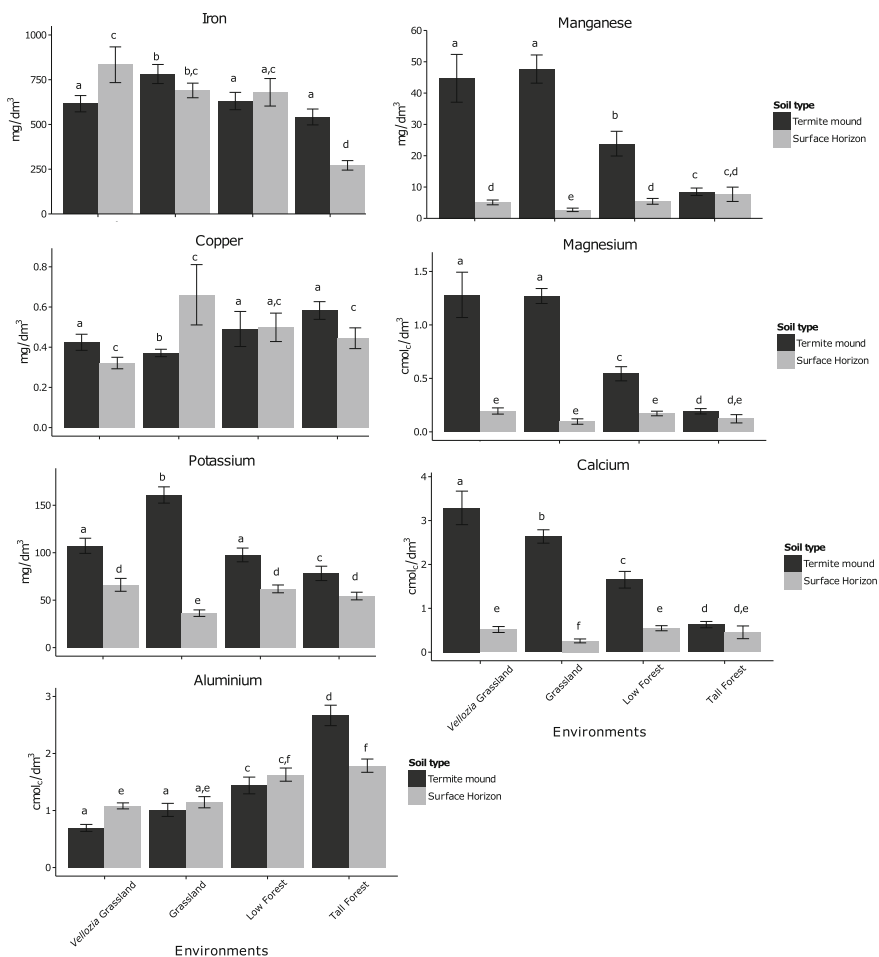 Iron
1000
750
500
250
0
mg/dm³
a
c
b
b,c
a
a,c
a
d
Manganese
60
50
40
30
20
10
0
mg/dm³
a
d
a
e
b
d
c
c,d
Soil type
Termite mound
Surface Horizon
Copper
0.8
0.6
0.4
0.2
0.0
mg/dm³
a
c
b
c
a
a,c
a
c
Magnesium
1.5
1.0
0.5
0.0
cmolc/dm³
a
e
a
e
c
e
d
d,e
Soil type
Termite mound
Surface Horizon
Potassium
150
100
50
0
mg/dm³
a
d
b
e
a
d
c
d
Calcium
4
3
2
1
0
cmolc/dm³
a
e
b
f
c
e
d
d,e
Soil type
Termite mound
Surface Horizon
Vellozia Grassland
Grassland
Low Forest
Tall Forest
Environments
Aluminium
3
2
1
0
cmolc/dm³
a
e
a
a,e
c
c,f
d
f
Soil type
Termite mound
Surface Horizon
Vellozia Grassland
Grassland
Low Forest
Tall Forest
Environments